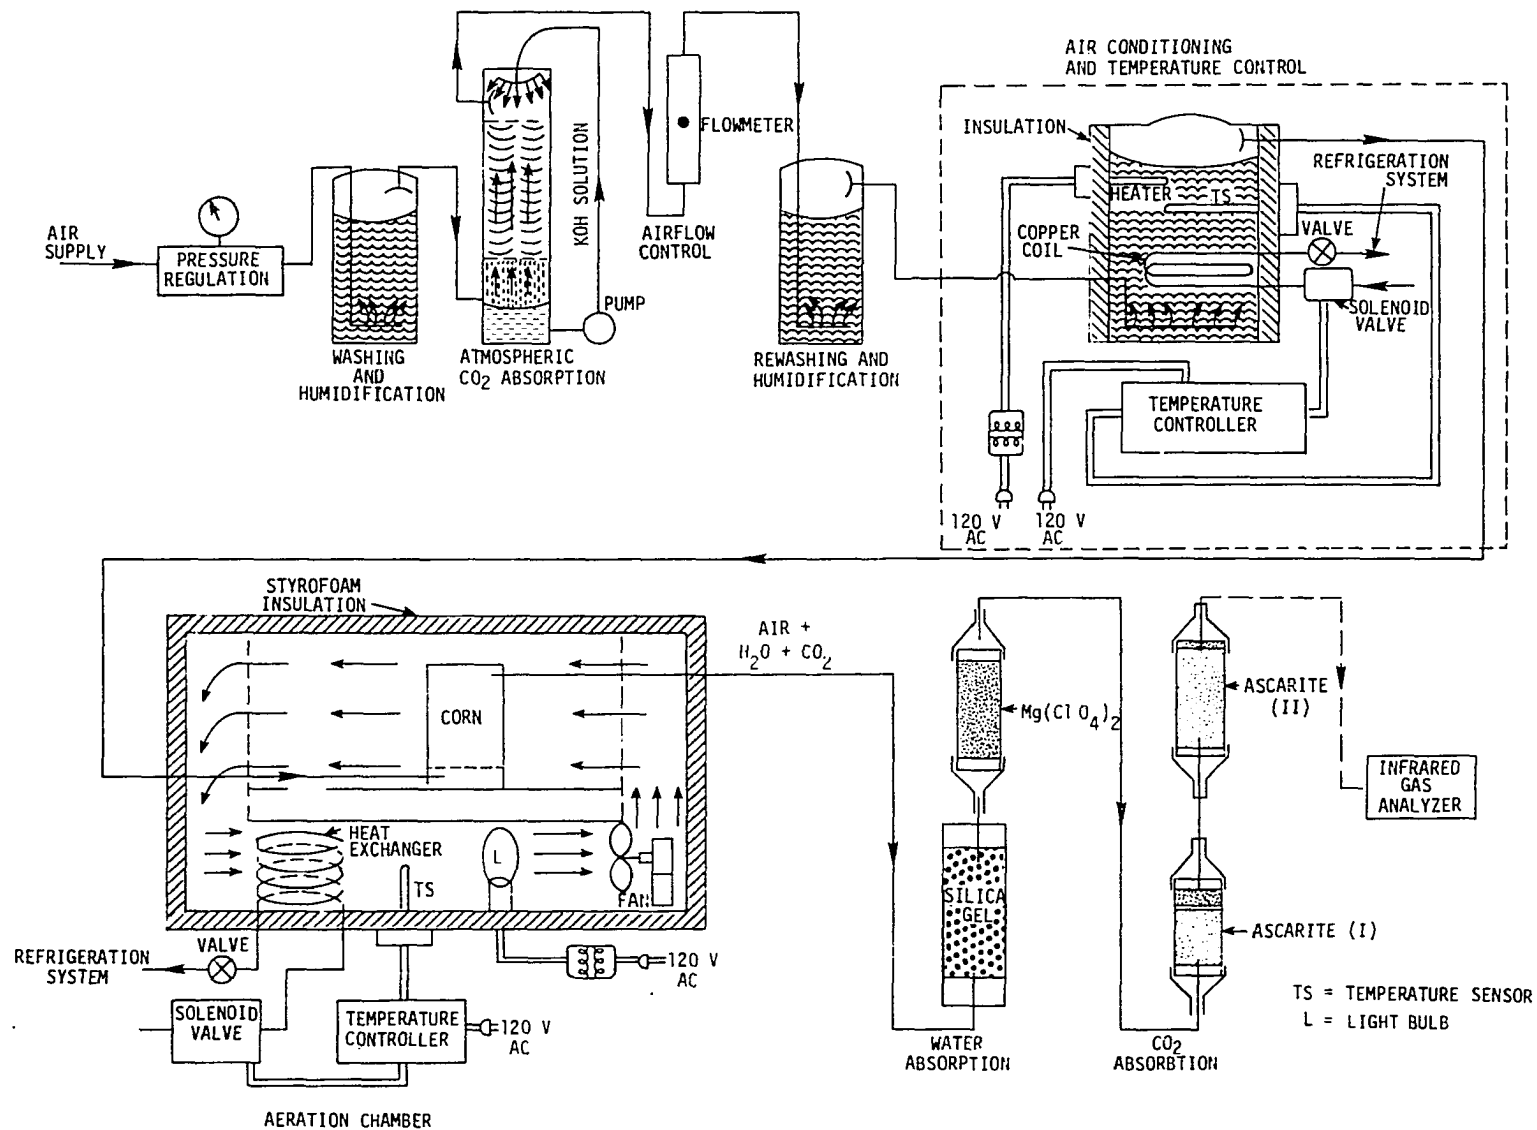 AIR CONDITIONING
AND TEMPERATURE CONTROL
INSULATION
FLOWMETER
REFRIGERATION
SYSTEM
HEATER
TS
KOH SOLUTION
AIR
SUPPLY
PRESSURE
REGULATION
AIRFLOW
CONTROL
COPPER
COIL
VALVE
PUMP
SOLENOID
VALVE
WASHING
AND
HUMIDIFICATION
ATMOSPHERIC
CO2 ABSORPTION
REWASHING AND
HUMIDIFICATION
TEMPERATURE
CONTROLLER
120 V
AC
120 V
AC
STYROFOAM
INSULATION
AIR +
H2O + CO2
CORN
Mg(ClO4)2
ASCARITE
(II)
INFRARED
GAS
ANALYZER
HEAT
EXCHANGER
L
TS
FAN
SILICA
GEL
ASCARITE (I)
VALVE
REFRIGERATION
SYSTEM
120 V
AC
SOLENOID
VALVE
TEMPERATURE
CONTROLLER
120 V
AC
WATER
ABSORPTION
CO2
ABSORBTION
TS = TEMPERATURE SENSOR
L = LIGHT BULB
AERATION CHAMBER